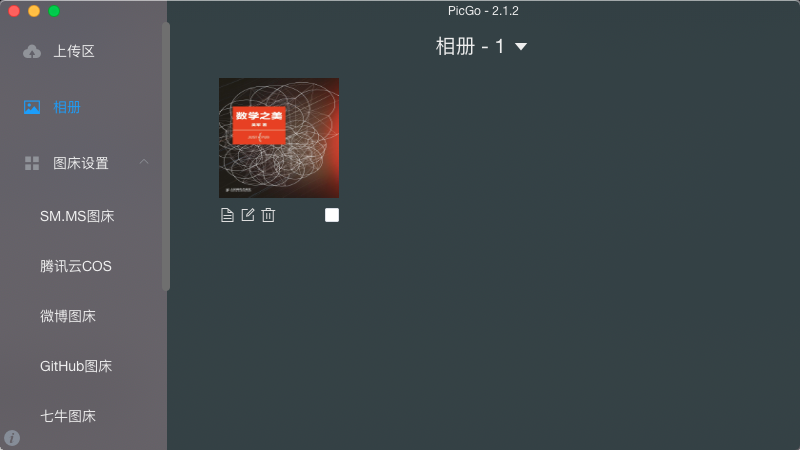 PicGo - 2.1.2
上传区
相册
图床设置
SM.MS图床
腾讯云COS
微博图床
GitHub图床
七牛图床
相册 - 1
数学之美